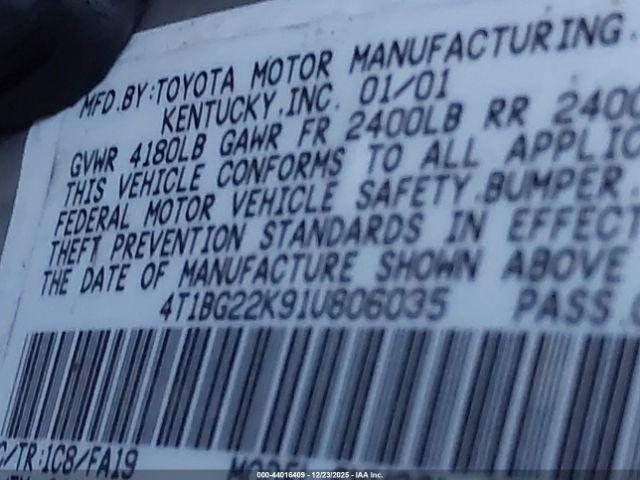 MFD.BY:TOYOTA MOTOR MANUFACTURING.
KENTUCKY,INC. 01/01
GVWR 4180LB GAWR FR 2400LB RR 2400
THIS VEHICLE CONFORMS TO ALL APPLIC
FEDERAL MOTOR VEHICLE SAFETY,BUMPER
THEFT PREVENTION STANDARDS IN EFFECT
THE DATE OF MANUFACTURE SHOWN ABOVE
4T1BG22K91U806035 PASS
C/TR:1C8/FA19
000-44016409 - 12/23/2025 - IAA Inc.